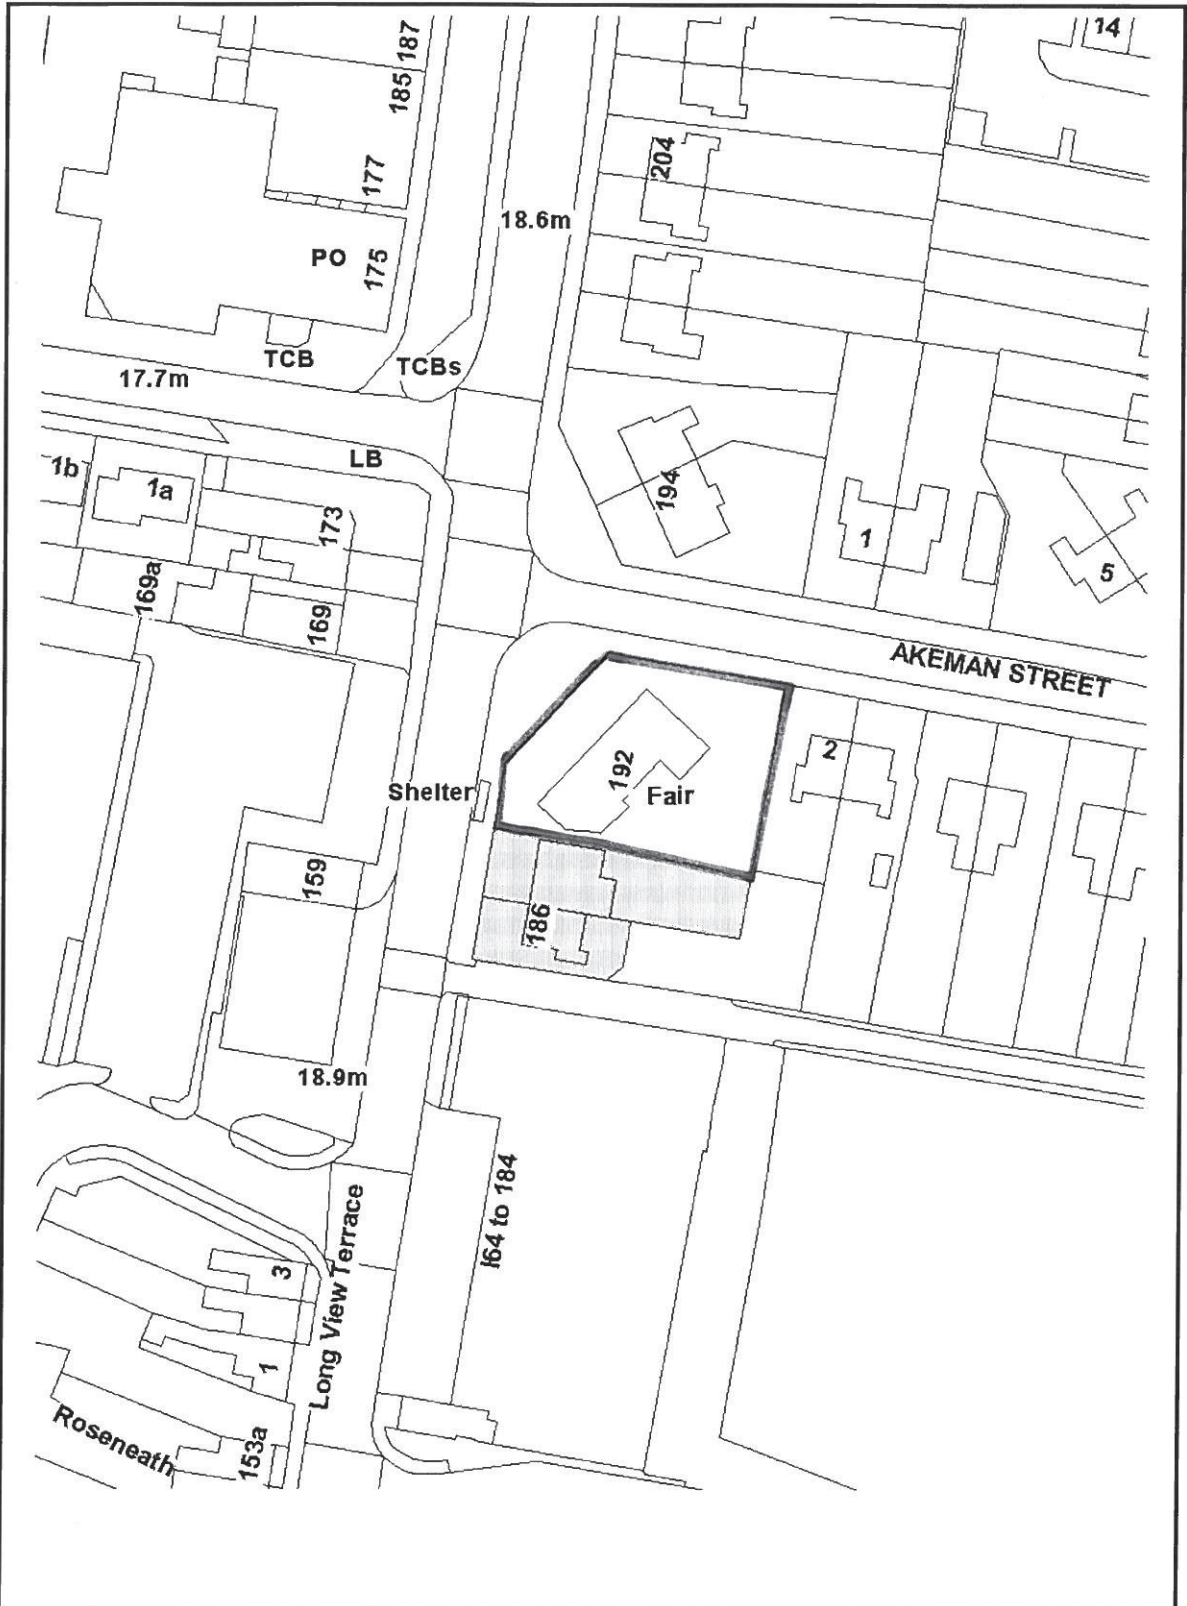 14
187
185
204
177
18.6m
PO
175
TCB
TCBs
17.7m
LB
1b
1a
194
173
1
5
169a
169
AKEMAN STREET
2
192
Shelter
Fair
159
186
18.9m
I64 to 184
Long View Terrace
3
1
Roseneath
153a